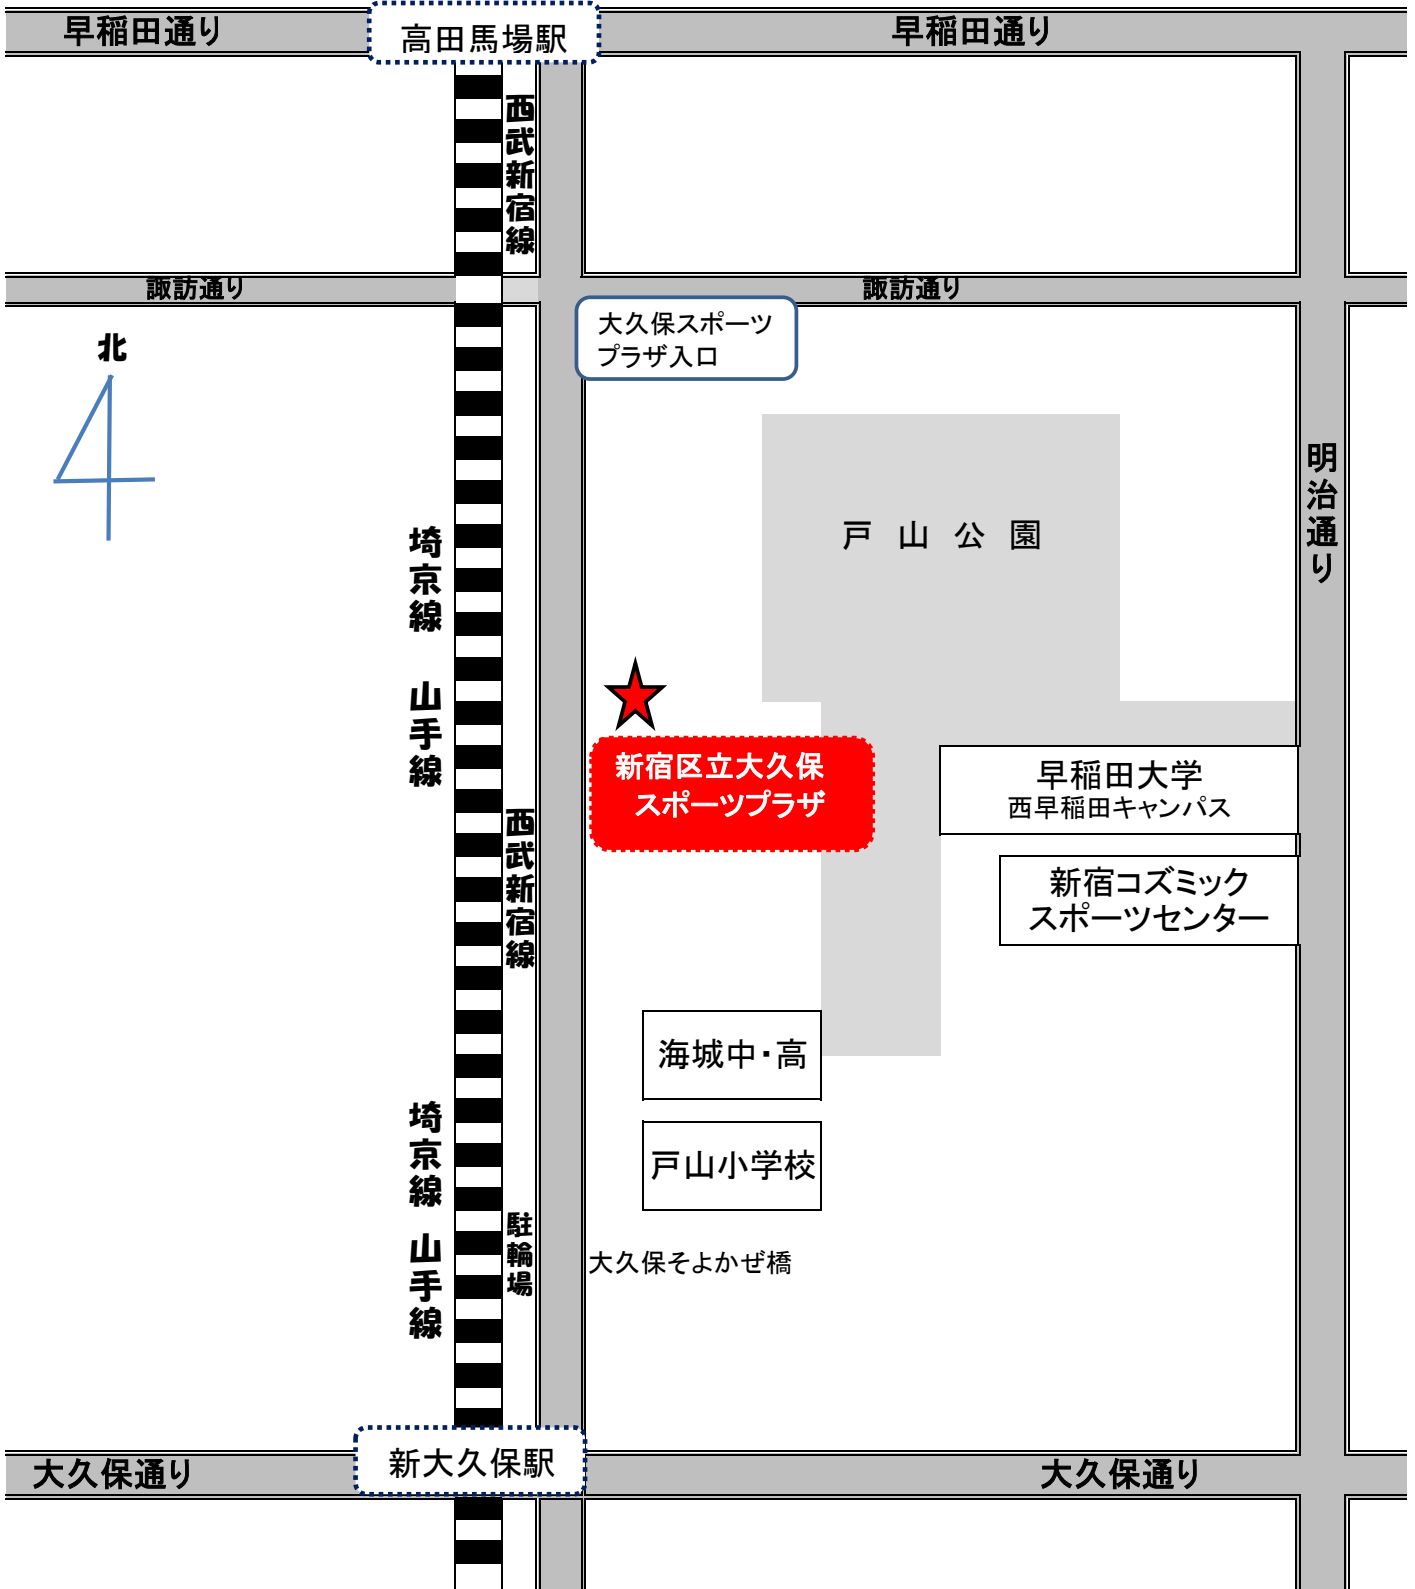 早稲田通り
高田馬場駅
早稲田通り
西武新宿線
諏訪通り
諏訪通り
大久保スポーツ
プラザ入口
北
戸山公園
明治通り
埼京線
山手線
新宿区立大久保
スポーツプラザ
早稲田大学
西早稲田キャンパス
西武新宿線
新宿コズミック
スポーツセンター
海城中・高
埼京線
戸山小学校
駐輪場
山手線
大久保そよかぜ橋
新大久保駅
大久保通り
大久保通り